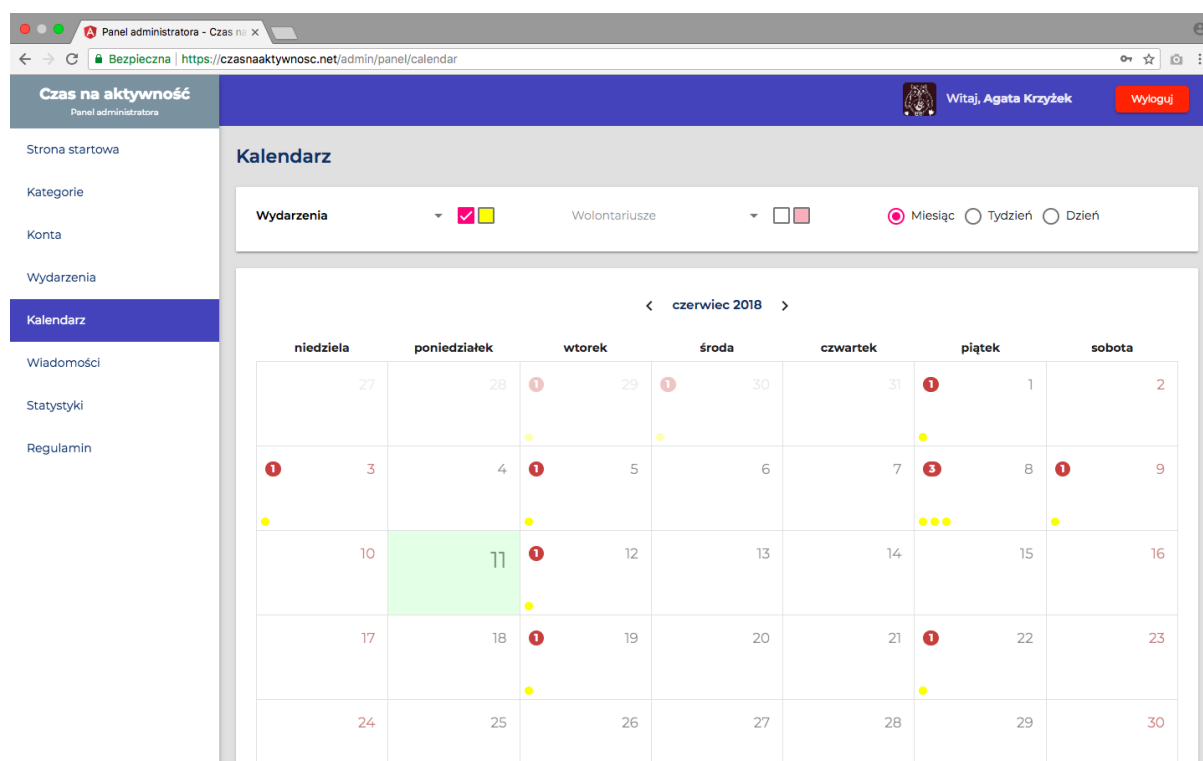 Panel administratora - Czas na
Bezpieczna | https://czasnaaktywnosc.net/admin/panel/calendar
Czas na aktywność
Panel administratora
Witaj, Agata Krzyżek
Wyloguj
Strona startowa
Kategorie
Konta
Wydarzenia
Kalendarz
Wiadomości
Statystyki
Regulamin
Kalendarz
Wydarzenia Wolontariusze Miesiąc Tydzień Dzień
czerwiec 2018
niedziela poniedziałek wtorek środa czwartek piątek sobota
27 28 1 29 1 30 31 1 1 2
1 3 4 1 5 6 7 3 8 1 9
10 11 1 12 13 14 15 16
17 18 1 19 20 21 1 22 23
24 25 26 27 28 29 30